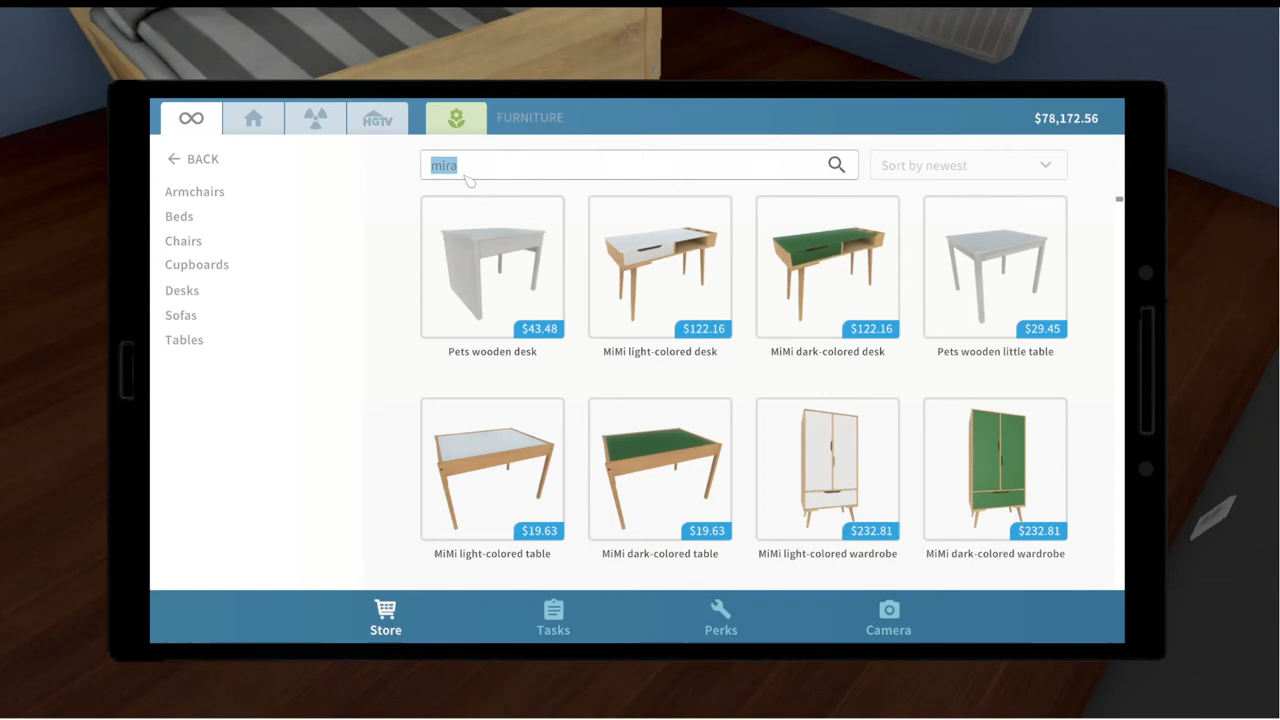 HGTV
FURNITURE
$78,172.56
BACK
mira
Sort by newest
Armchairs
Beds
Chairs
Cupboards
Desks
Sofas
Tables
$43.48
$122.16
$122.16
$29.45
Pets wooden desk
MiMi light-colored desk
MiMi dark-colored desk
Pets wooden little table
$19.63
$19.63
$232.81
$232.81
MiMi light-colored table
MiMi dark-colored table
MiMi light-colored wardrobe
MiMi dark-colored wardrobe
Store
Tasks
Perks
Camera